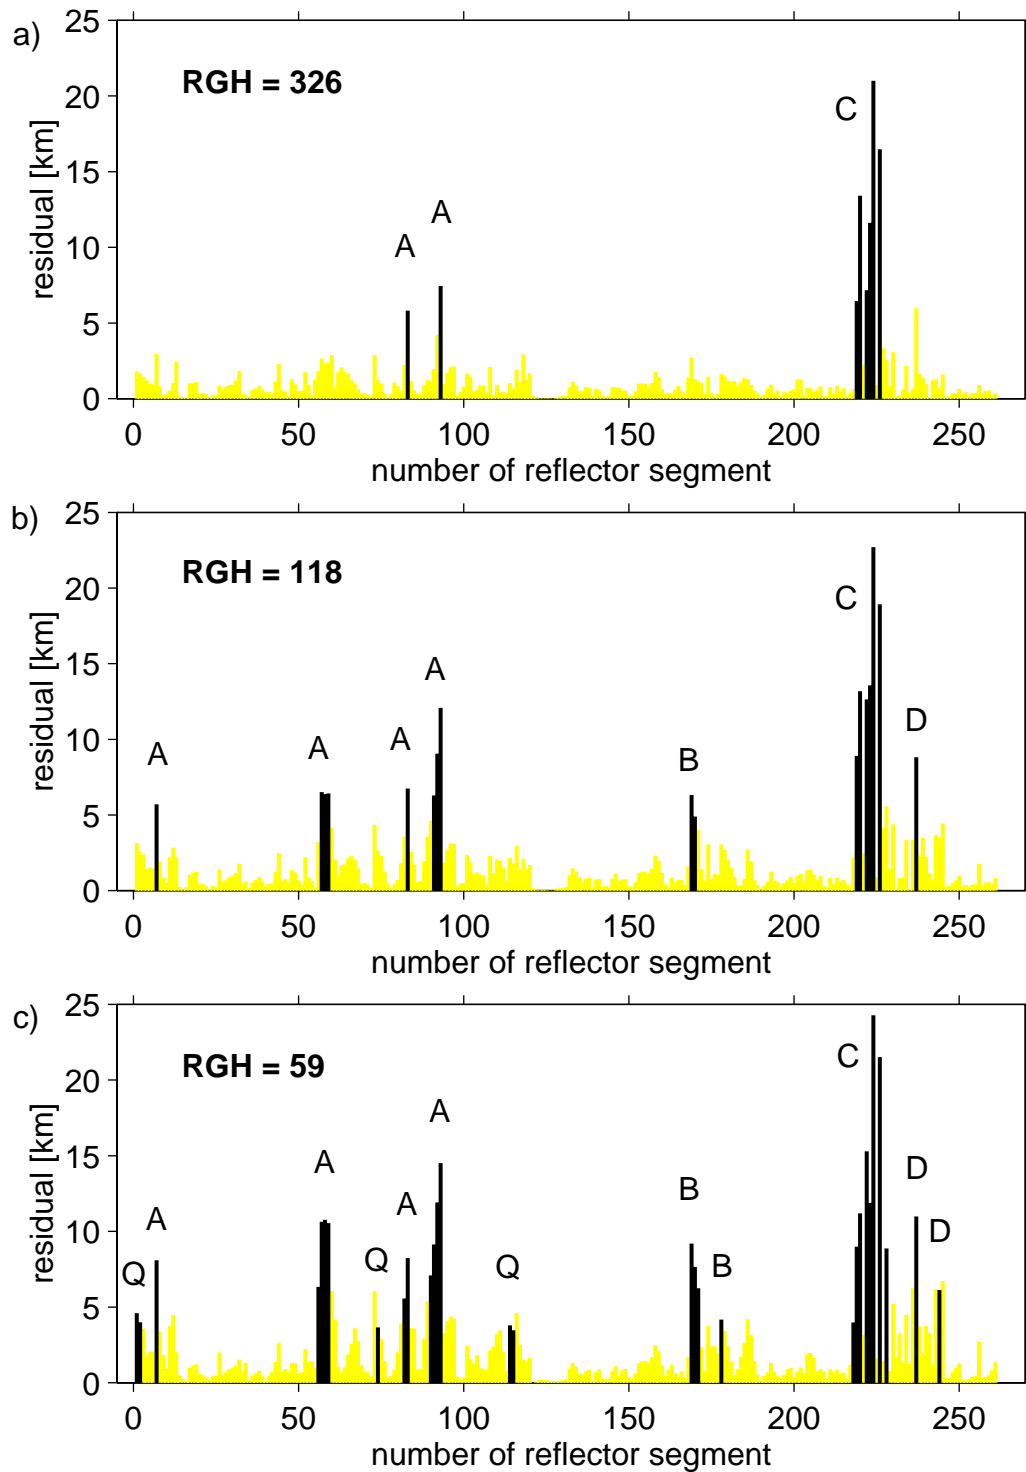 a)
RGH = 326
residual [km]
25
20
15
10
5
0
A
A
C
0 50 100 150 200 250
number of reflector segment
b)
RGH = 118
residual [km]
25
20
15
10
5
0
A
A
A
A
B
C
D
0 50 100 150 200 250
number of reflector segment
c)
RGH = 59
residual [km]
25
20
15
10
5
0
Q
A
A
Q
A
A
Q
B
B
C
D
D
0 50 100 150 200 250
number of reflector segment